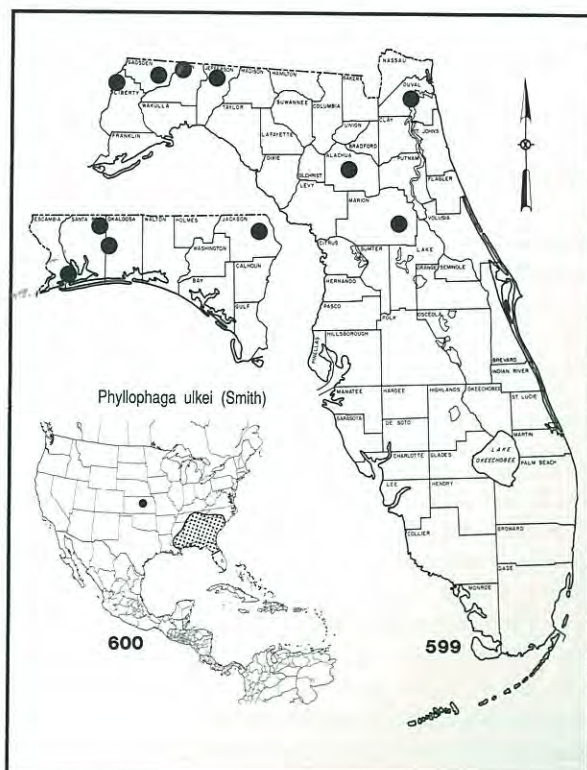 NASSAU
GADSDEN
JEFFERSON
MADISON
HAMILTON
BAKER
DUVAL
LIBERTY
WAKULLA
TAYLOR
SUWANNEE
COLUMBIA
UNION
CLAY
ST JOHNS
FRANKLIN
LAFAYETTE
BRADFORD
DIXIE
GILCHRIST
ALACHUA
PUTNAM
FLAGLER
LEVY
MARION
VOLUSIA
ESCAMBIA
SANTA
OKALOOSA
WALTON
HOLMES
JACKSON
WASHINGTON
BAY
CALHOUN
GULF
CITRUS
SUMTER
LAKE
HERNANDO
ORANGE
SEMINOLE
PASCO
POLK
OSCEOLA
PINELLAS
HILLSBOROUGH
BREVARD
INDIAN RIVER
MANATEE
HARDEE
HIGHLANDS
OKEECHOBEE
ST. LUCIE
SARASOTA
DE SOTO
MARTIN
CHARLOTTE
GLADES
LAKE
OKEECHOBEE
PALM BEACH
LEE
HENDRY
COLLIER
BROWARD
MONROE
DADE
Phyllophaga ulkei (Smith)
600
599